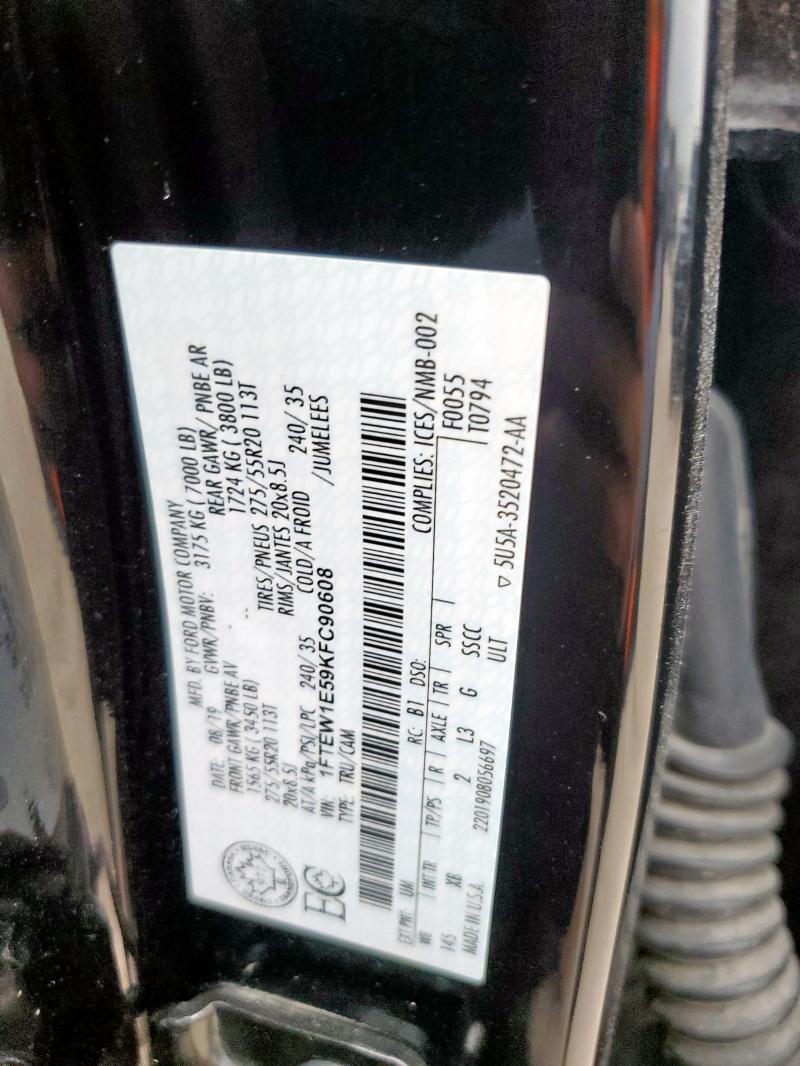 MFD. BY FORD MOTOR COMPANY
DATE: 08/19 GVWR/PNBV: 3175 KG ( 7000 LB)
FRONT GAWR/PNBE AV REAR GAWR/ PNBE AR
1565 KG ( 3450 LB) 1724 KG ( 3800 LB)
275/55R20 113T TIRES/PNEUS 275/55R20 113T
20x8.5J RIMS/JANTES 20x8.5J
AT/A kPa/PSI/LPC 240/ 35 COLD/A FROID 240/ 35
VIN: 1FTEW1E59KFC90608 /JUMELEES
TYPE: TRU/CAM
EC
EXT PNT: UM RC: B1 DSO: COMPLIES: ICES/NMB-002
WB INT TR TP/PS R AXLE TR SPR F0055
145 XB 2 L3 G SSCC T0794
MADE IN U.S.A. 2201908056697 ULT ▽ 5U5A-3520472-AA